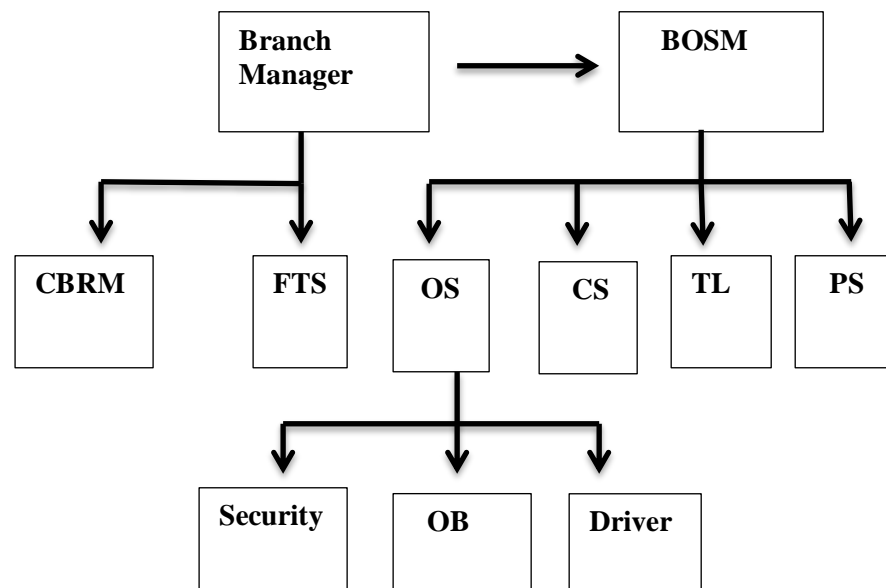 Branch
Manager
BOSM
CBRM
FTS
OS
CS
TL
PS
Security
OB
Driver